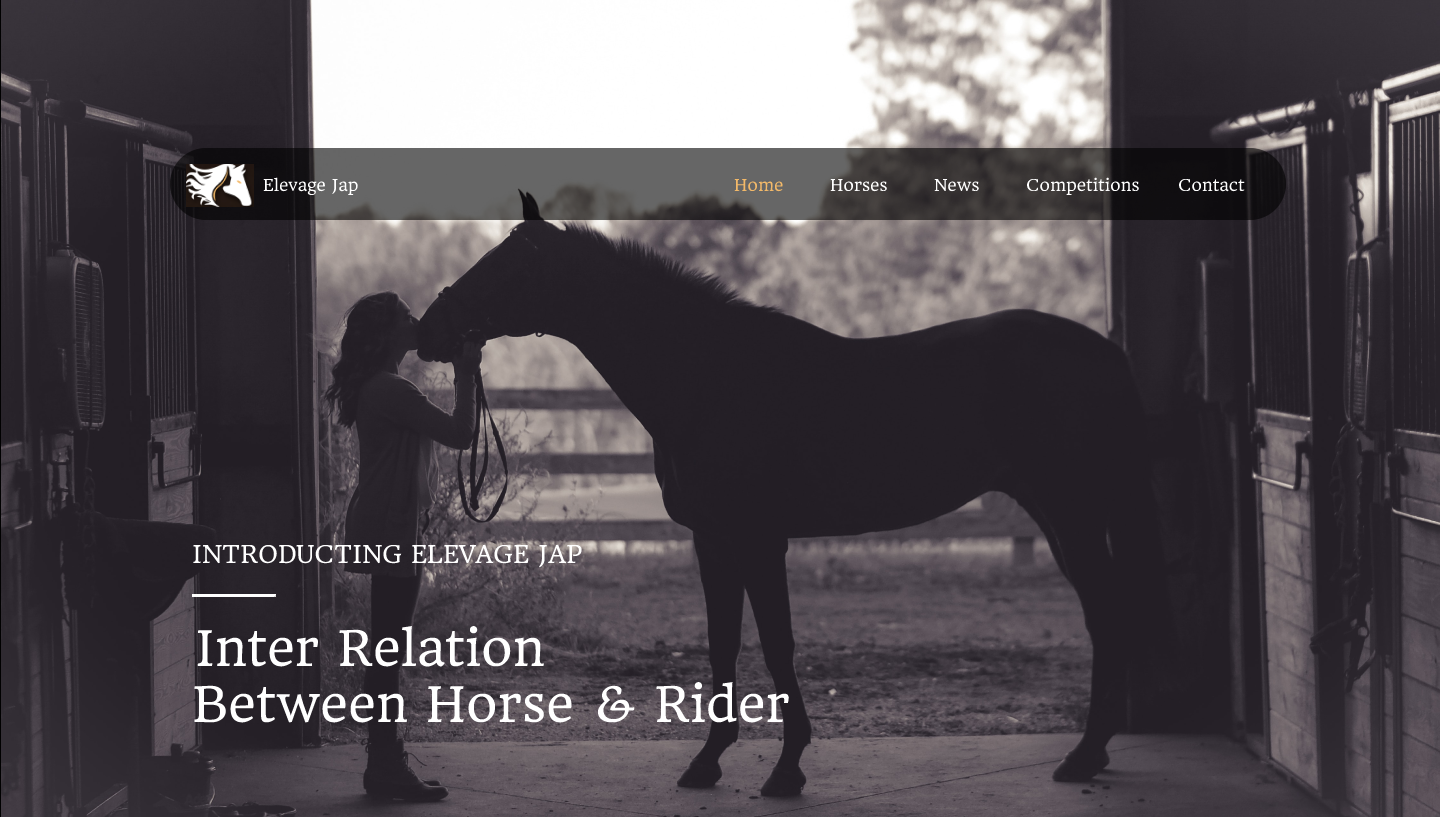 Elevage Jap
Home Horses News Competitions Contact
INTRODUCTING ELEVAGE JAP
Inter Relation
Between Horse & Rider